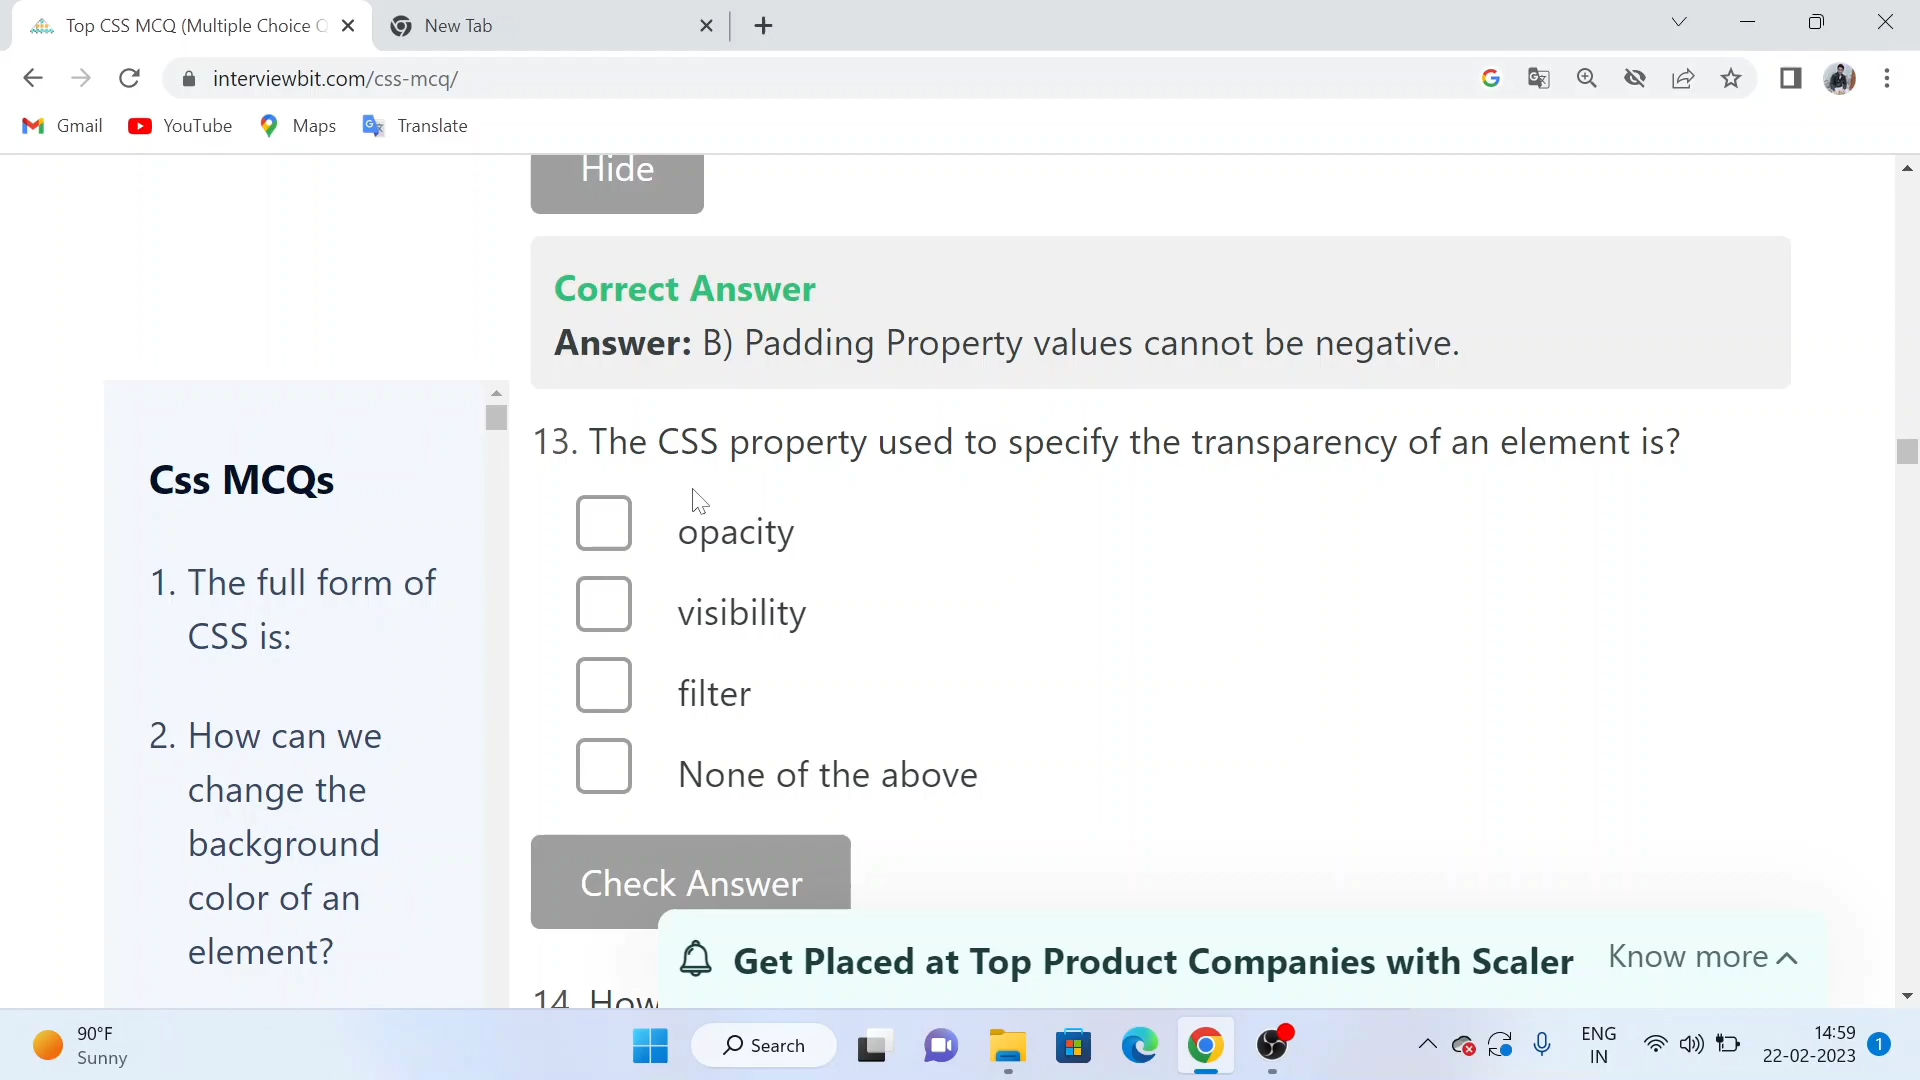 Top CSS MCQ (Multiple Choice Q
New Tab
interviewbit.com/css-mcq/
Gmail
YouTube
Maps
Translate
Hide
Correct Answer
Answer: B) Padding Property values cannot be negative.
13. The CSS property used to specify the transparency of an element is?
opacity
visibility
filter
None of the above
Check Answer
14. How
Css MCQs
1. The full form of
CSS is:
2. How can we
change the
background
color of an
element?
Get Placed at Top Product Companies with Scaler
Know more
90°F
Sunny
Search
ENG
IN
14:59
22-02-2023
1